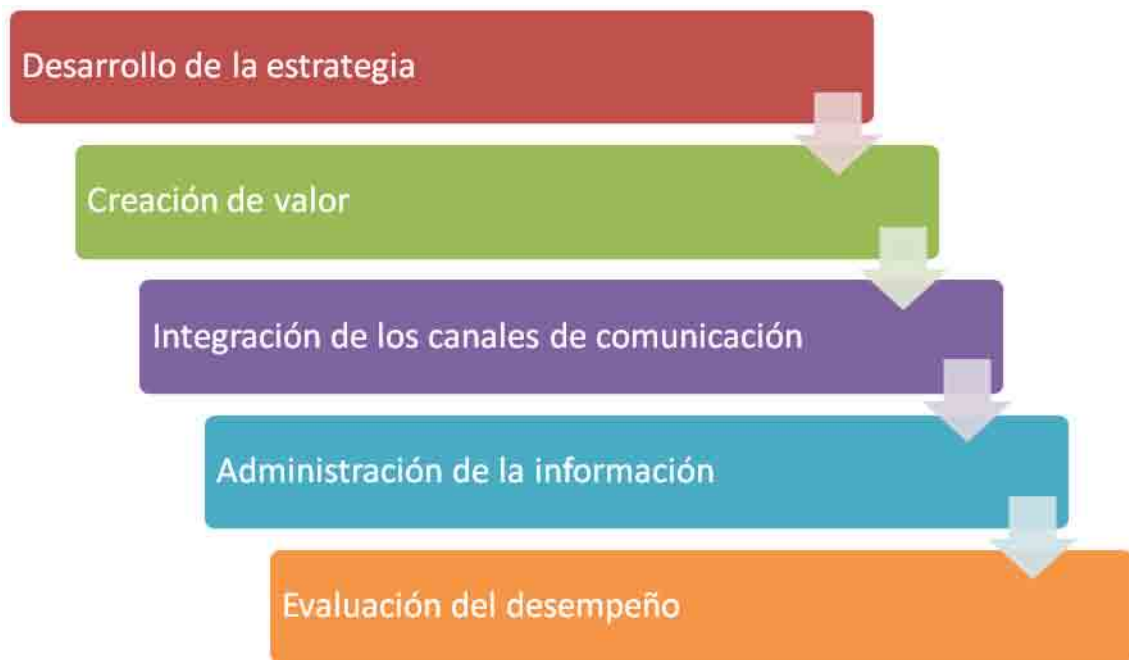 Desarrollo de la estrategia
Creación de valor
Integración de los canales de comunicación
Administración de la información
Evaluación del desempeño